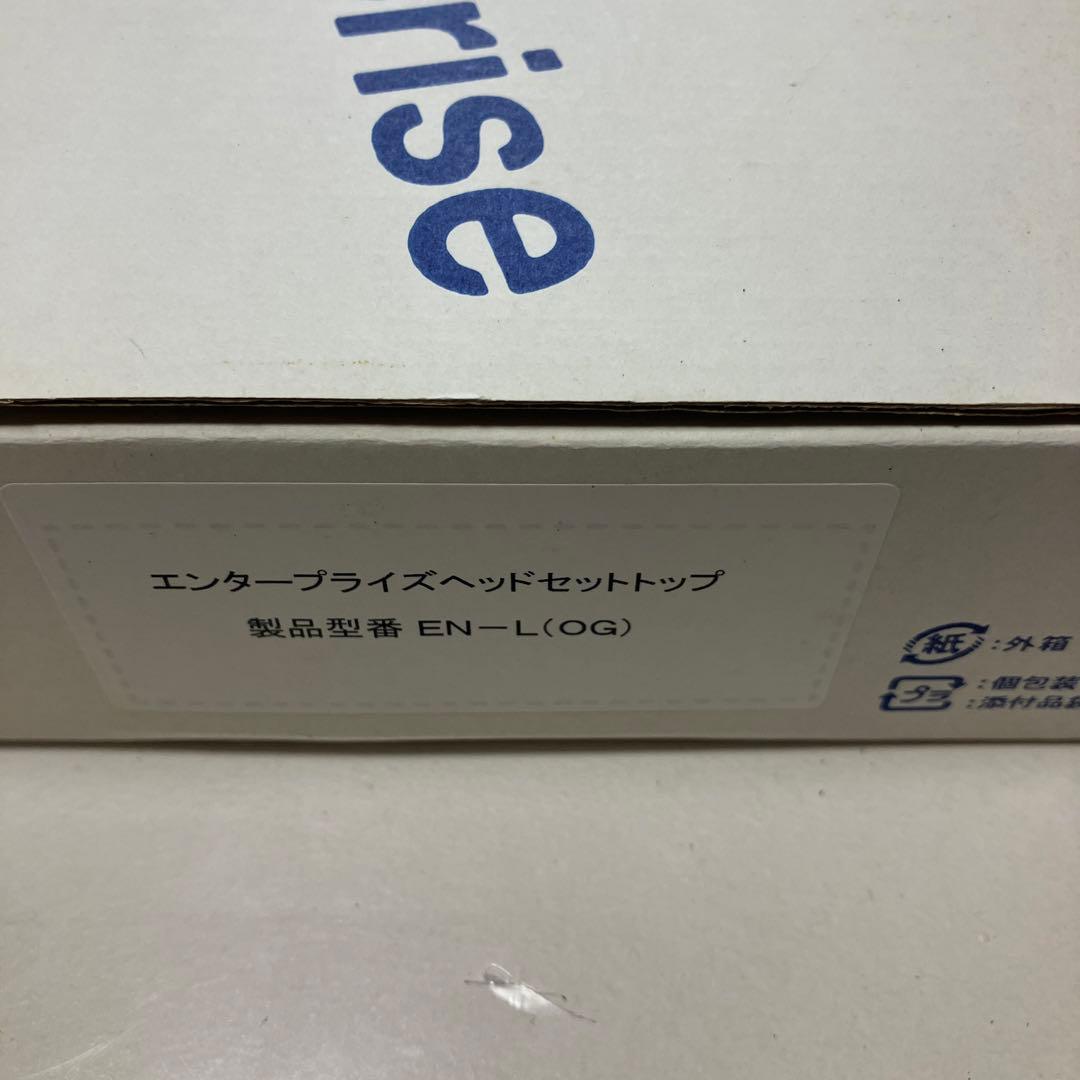 rise
エンタープライズヘッドセットトップ
製品型番 EN－L(OG)
紙:外箱
プラ:個包装
:添付品袋